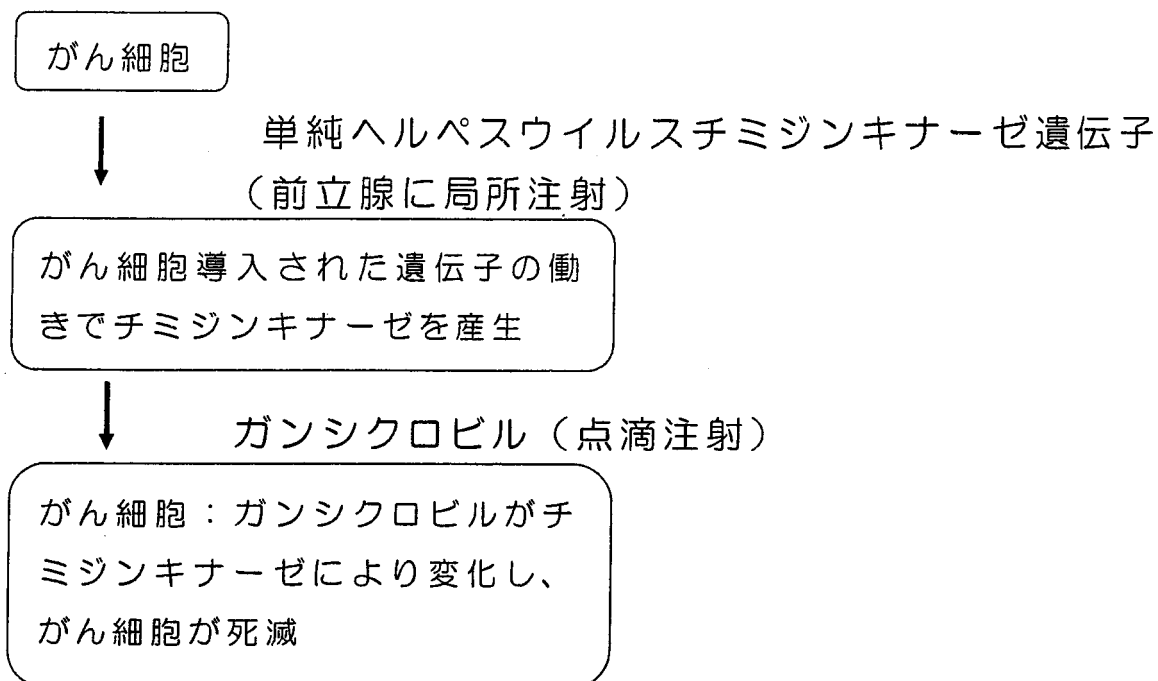 がん細胞
単純ヘルペスウイルスチミジンキナーゼ遺伝子
（前立腺に局所注射）
がん細胞導入された遺伝子の働
きでチミジンキナーゼを産生
ガンシクロビル（点滴注射）
がん細胞：ガンシクロビルがチ
ミジンキナーゼにより変化し、
がん細胞が死滅